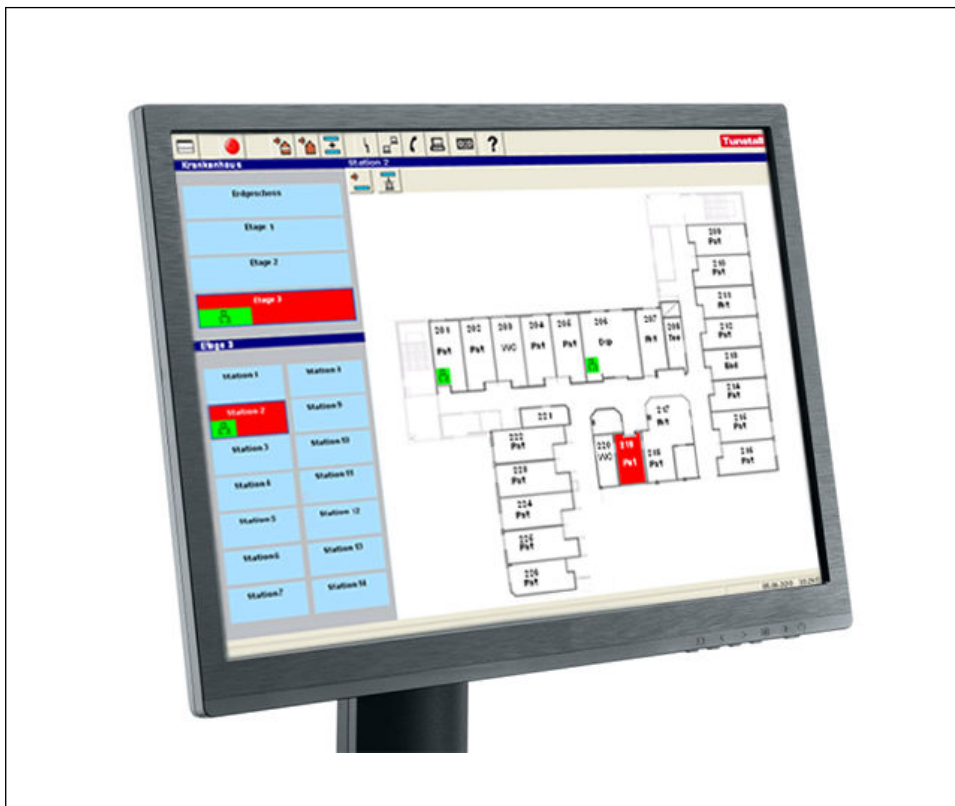 Tunstall
Krankenhaus
Station 2
Erdgeschoss
Etage 1
Etage 2
Etage 3
Etage 3
Station 1
Station 8
Station 2
Station 9
Station 3
Station 10
Station 4
Station 11
Station 5
Station 12
Station 6
Station 13
Station 7
Station 14
201
Pat
202
Pat
203
WC
204
Pat
205
Pat
206
Dip
207
Art
208
Tee
209
Pat
210
Pat
211
212
Pat
213
Bad
214
Pat
215
Pat
216
Pat
217
218
Pat
219
Pat
220
WC
221
222
Pat
223
Pat
224
Pat
225
Pat
226
Pat